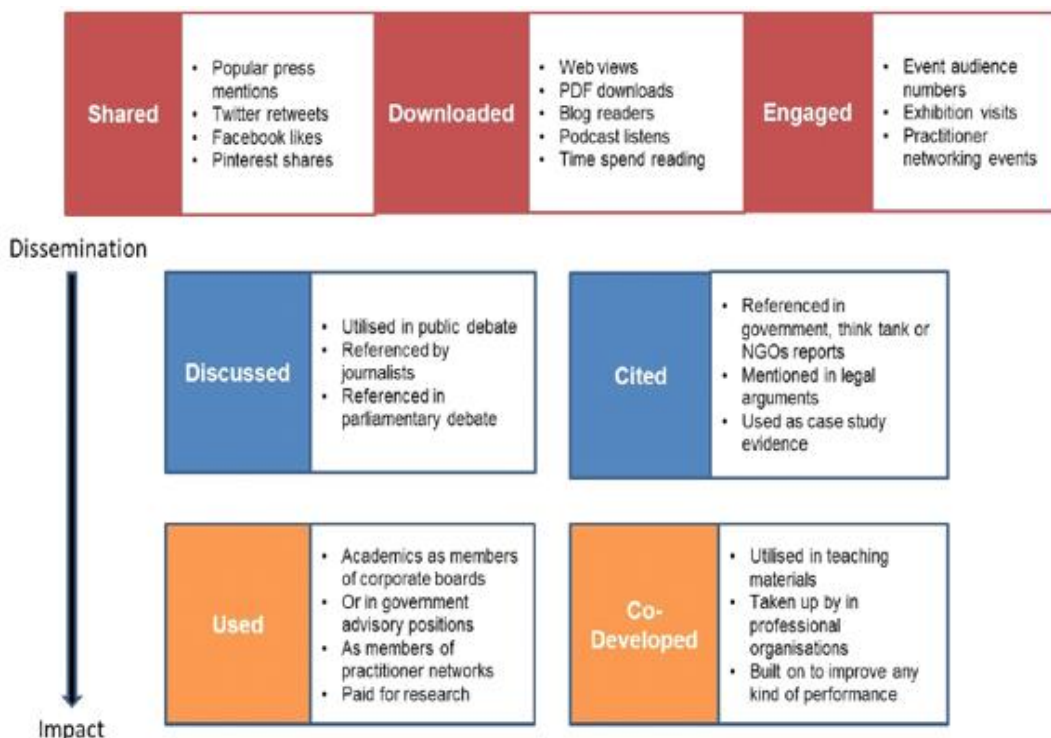 Shared
• Popular press
mentions
• Twitter retweets
• Facebook likes
• Pinterest shares
Downloaded
• Web views
• PDF downloads
• Blog readers
• Podcast listens
• Time spend reading
Engaged
• Event audience
numbers
• Exhibition visits
• Practitioner
networking events
Dissemination
Discussed
• Utilised in public debate
• Referenced by
journalists
• Referenced in
parliamentary debate
Cited
• Referenced in
government, think tank or
NGOs reports
• Mentioned in legal
arguments
• Used as case study
evidence
Used
• Academics as members
of corporate boards
• Or in government
advisory positions
• As members of
practitioner networks
• Paid for research
Co-
Developed
• Utilised in teaching
materials
• Taken up by in
professional
organisations
• Built on to improve any
kind of performance
Impact